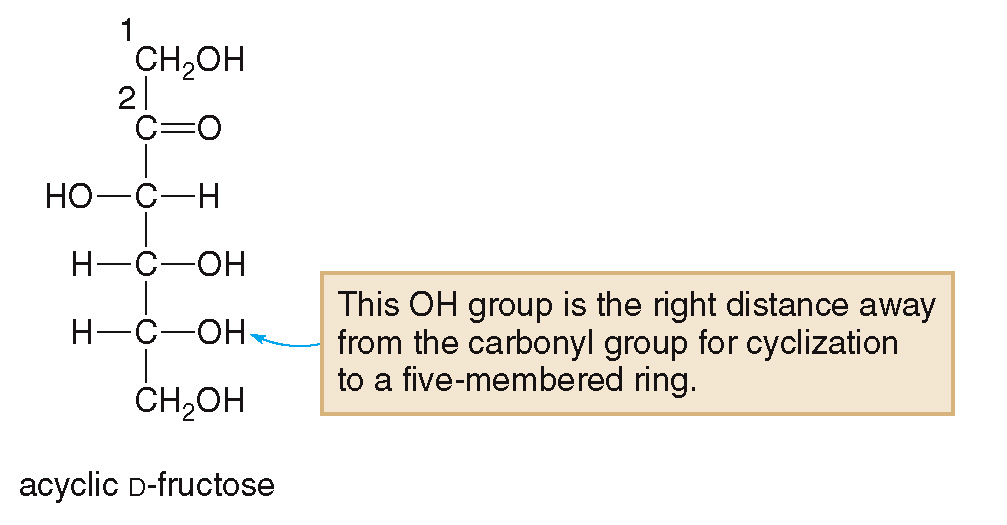 1
CH₂OH
2
C=O
HO—C—H
H—C—OH
H—C—OH
This OH group is the right distance away
from the carbonyl group for cyclization
to a five-membered ring.
CH₂OH
acyclic D-fructose